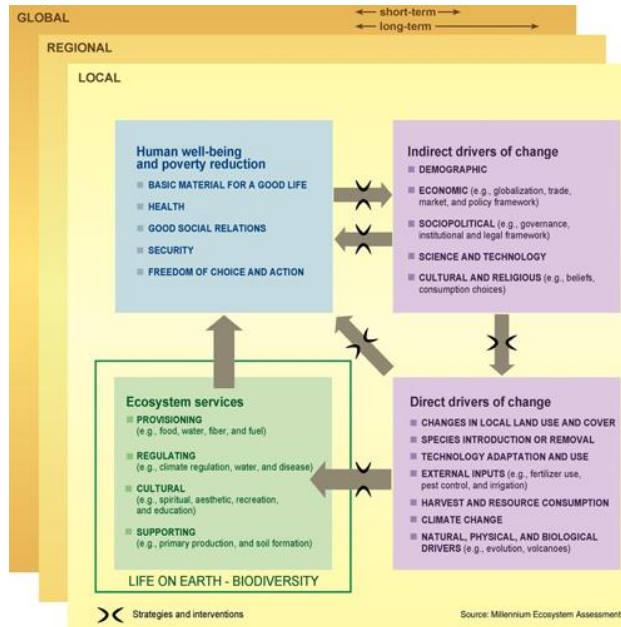 GLOBAL
short-term
long-term
REGIONAL
LOCAL
Human well-being
and poverty reduction
BASIC MATERIAL FOR A GOOD LIFE
HEALTH
GOOD SOCIAL RELATIONS
SECURITY
FREEDOM OF CHOICE AND ACTION
Indirect drivers of change
DEMOGRAPHIC
ECONOMIC (e.g., globalization, trade,
market, and policy framework)
SOCIOPOLITICAL (e.g., governance,
institutional and legal framework)
SCIENCE AND TECHNOLOGY
CULTURAL AND RELIGIOUS (e.g., beliefs,
consumption choices)
Ecosystem services
PROVISIONING
(e.g., food, water, fiber, and fuel)
REGULATING
(e.g., climate regulation, water, and disease)
CULTURAL
(e.g., spiritual, aesthetic, recreation,
and education)
SUPPORTING
(e.g., primary production, and soil formation)
LIFE ON EARTH - BIODIVERSITY
Direct drivers of change
CHANGES IN LOCAL LAND USE AND COVER
SPECIES INTRODUCTION OR REMOVAL
TECHNOLOGY ADAPTATION AND USE
EXTERNAL INPUTS (e.g., fertilizer use,
pest control, and irrigation)
HARVEST AND RESOURCE CONSUMPTION
CLIMATE CHANGE
NATURAL, PHYSICAL, AND BIOLOGICAL
DRIVERS (e.g., evolution, volcanoes)
Strategies and interventions
Source: Millennium Ecosystem Assessment